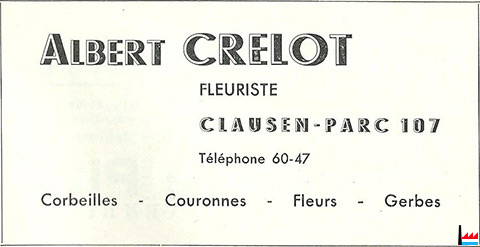 ALBERT CRELOT
FLEURISTE
CLAUSEN-PARC 107
Téléphone 60-47
Corbeilles - Couronnes - Fleurs - Gerbes